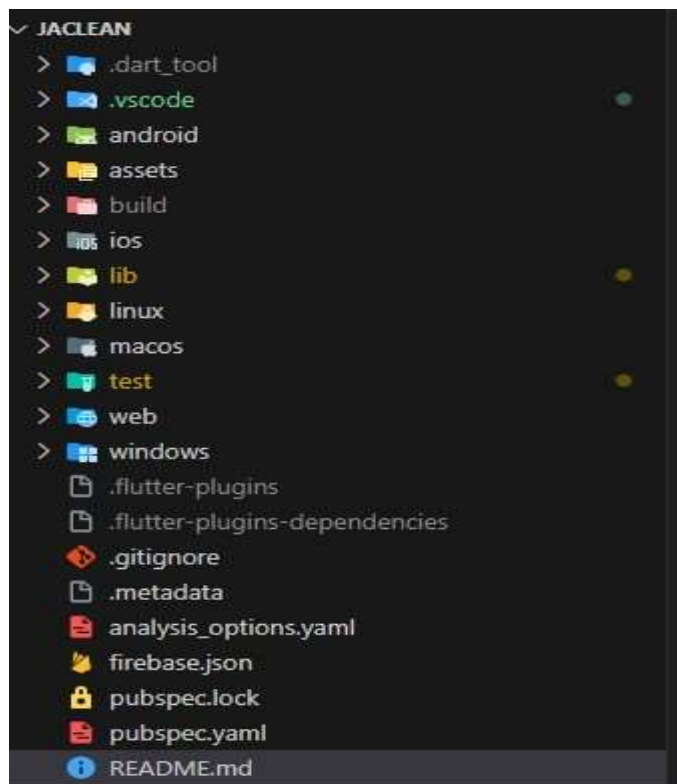 JACLEAN
.dart_tool
.vscode
android
assets
build
iOS ios
lib
linux
macos
test
web
windows
.flutter-plugins
.flutter-plugins-dependencies
.gitignore
.metadata
analysis_options.yaml
firebase.json
pubspec.lock
pubspec.yaml
README.md